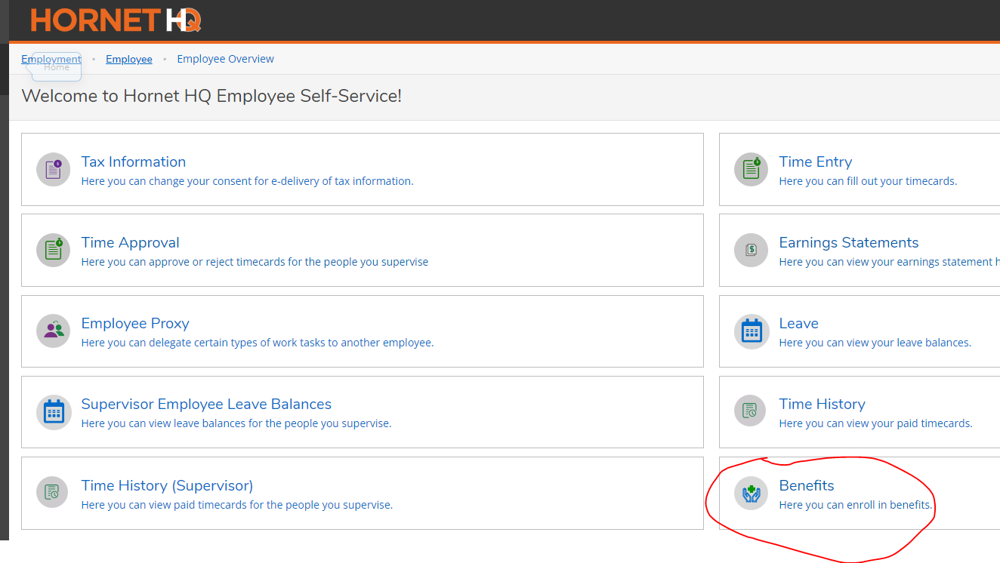 HORNET HQ
Employment • Employee • Employee Overview
Home
Welcome to Hornet HQ Employee Self-Service!
Tax Information
Here you can change your consent for e-delivery of tax information.
Time Entry
Here you can fill out your timecards.
Time Approval
Here you can approve or reject timecards for the people you supervise
Earnings Statements
Here you can view your earnings statement h
Employee Proxy
Here you can delegate certain types of work tasks to another employee.
Leave
Here you can view your leave balances.
Supervisor Employee Leave Balances
Here you can view leave balances for the people you supervise.
Time History
Here you can view your paid timecards.
Time History (Supervisor)
Here you can view paid timecards for the people you supervise.
Benefits
Here you can enroll in benefits.